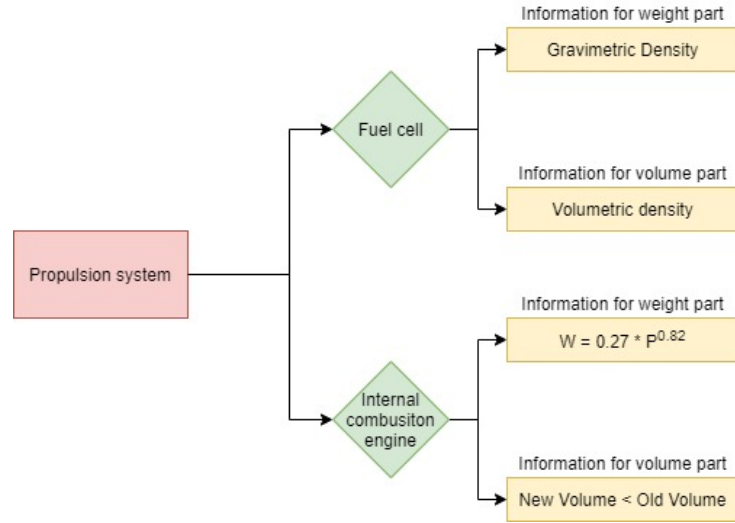 Information for weight part
Gravimetric Density
Fuel cell
Information for volume part
Volumetric density
Propulsion system
Information for weight part
W = 0.27 * P^0.82
Internal
combusiton
engine
Information for volume part
New Volume < Old Volume